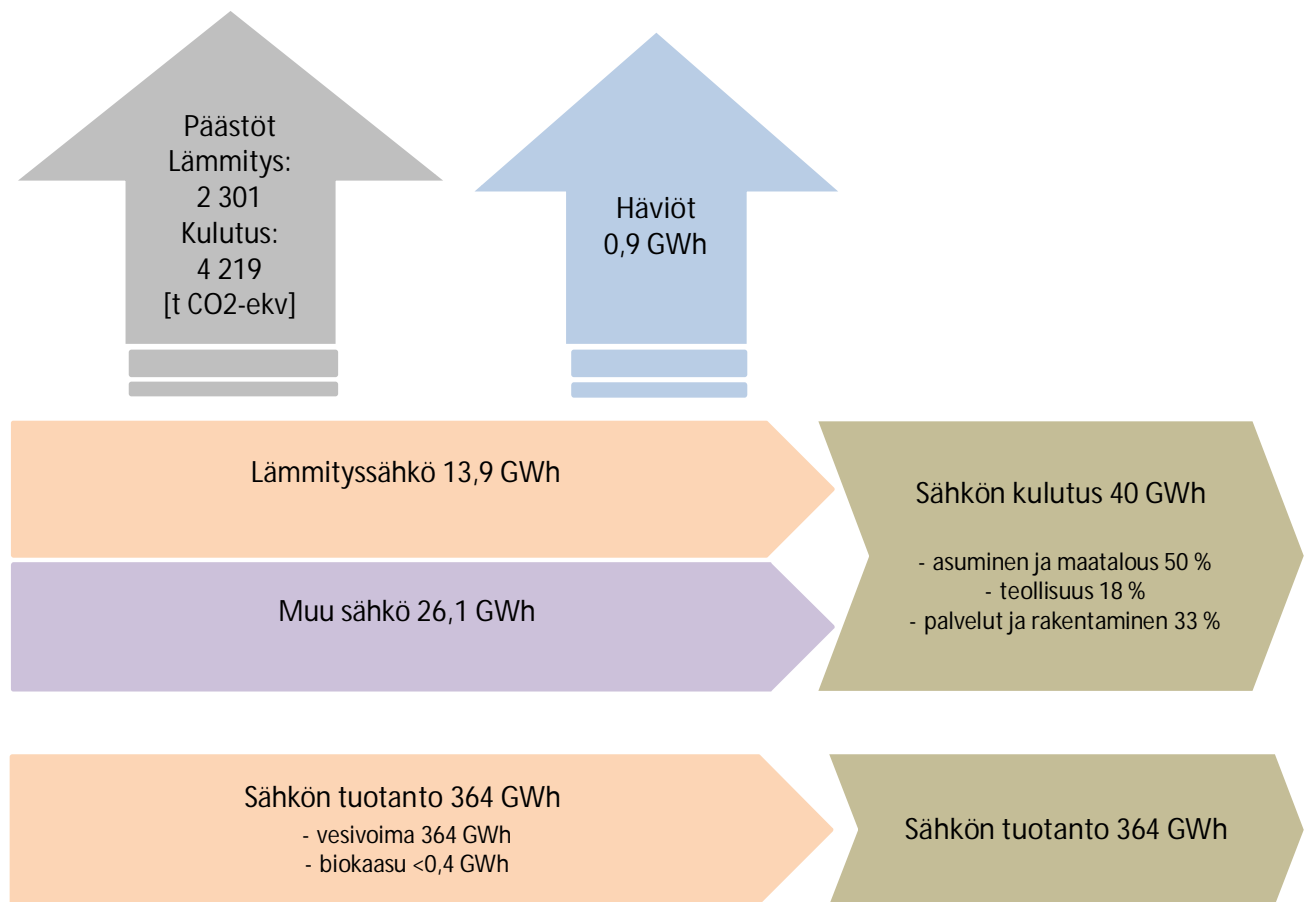 Päästöt
Lämmitys:
2 301
Kulutus:
4 219
[t CO2-ekv]
Häviöt
0,9 GWh
Lämmityssähkö 13,9 GWh
Muu sähkö 26,1 GWh
Sähkön kulutus 40 GWh
- asuminen ja maatalous 50 %
- teollisuus 18 %
- palvelut ja rakentaminen 33 %
Sähkön tuotanto 364 GWh
- vesivoima 364 GWh
- biokaasu <0,4 GWh
Sähkön tuotanto 364 GWh